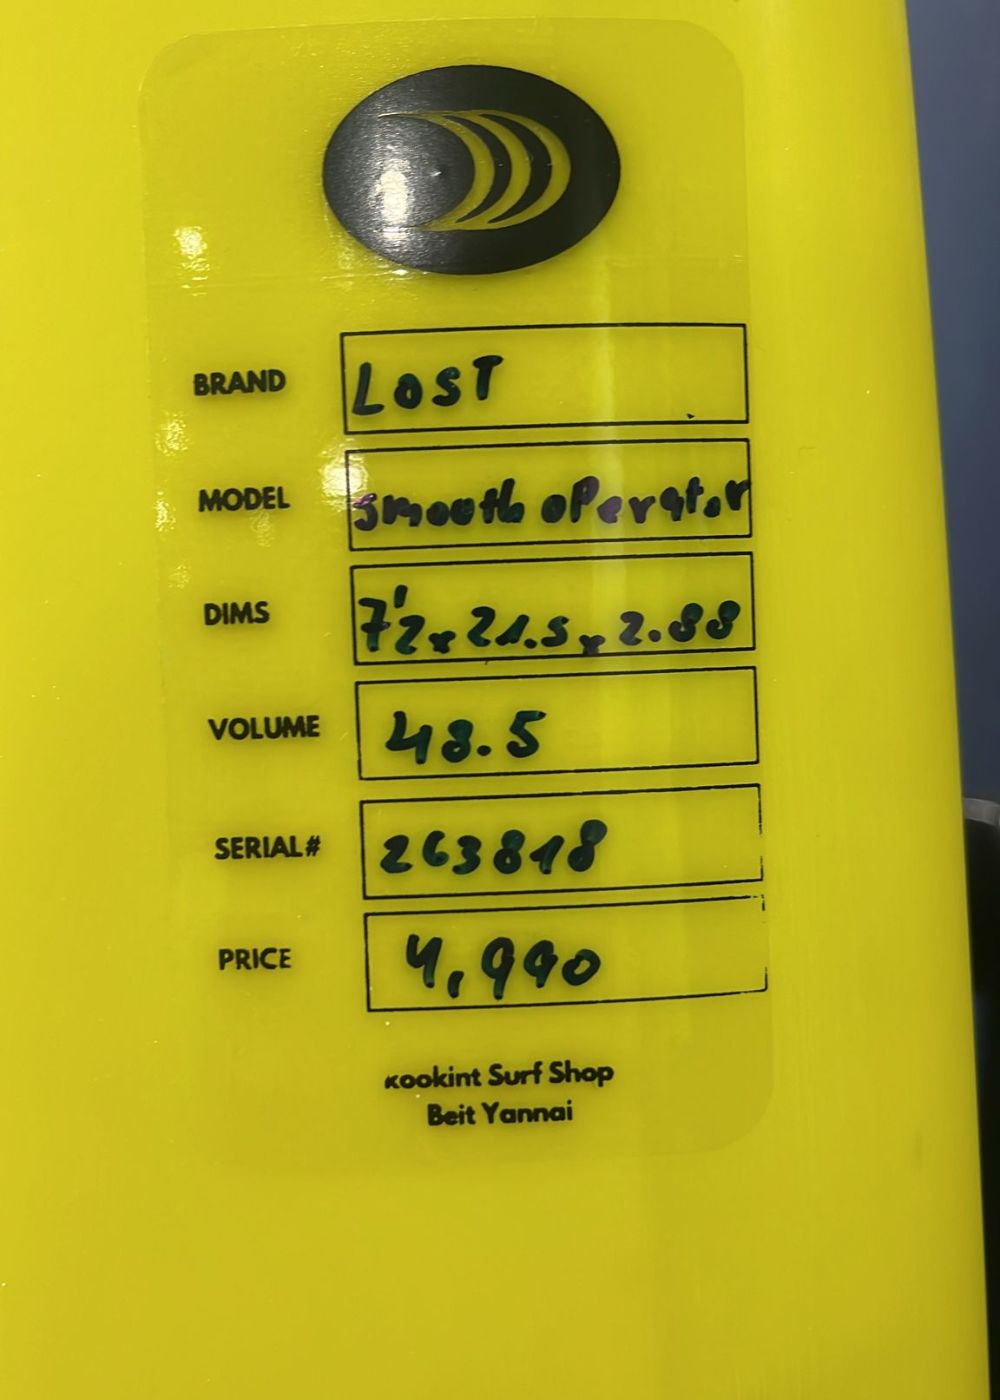 BRAND LOST
MODEL smooth operator
DIMS 7'2 x 21.5 x 2.88
VOLUME 48.5
SERIAL# 263818
PRICE 4,990
Kookint Surf Shop
Beit Yannai